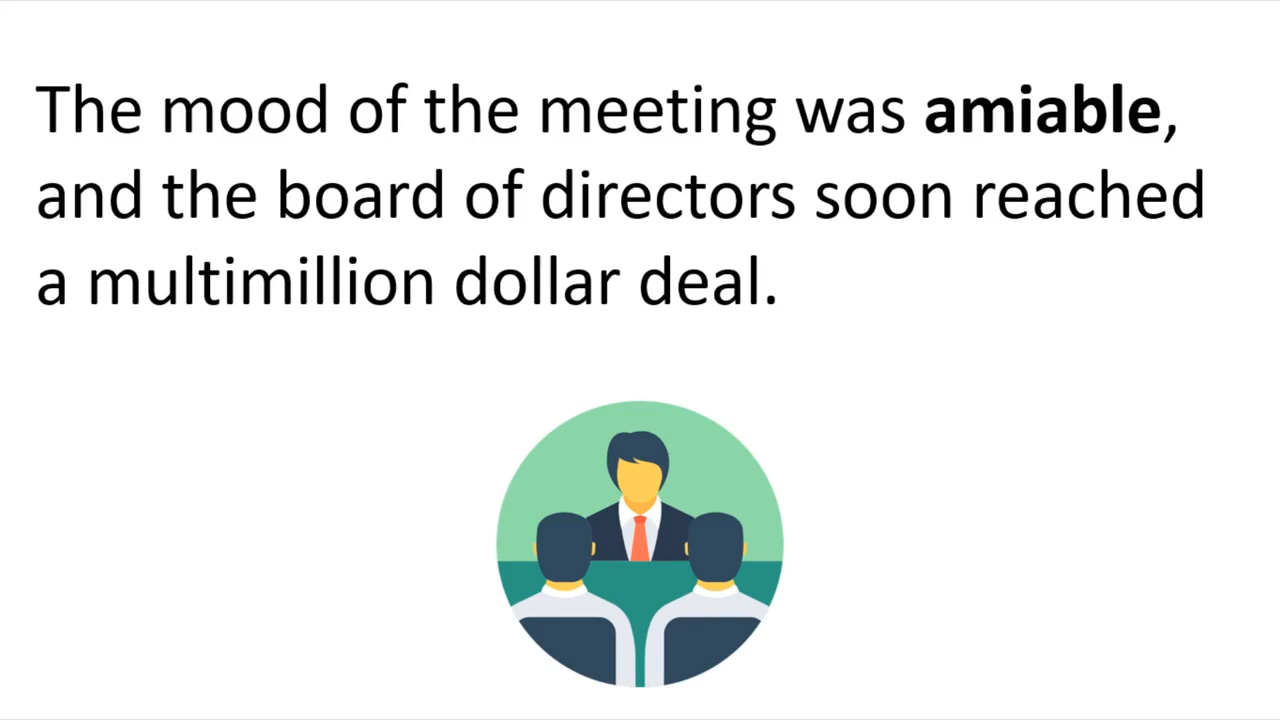 The mood of the meeting was amiable,
and the board of directors soon reached
a multimillion dollar deal.